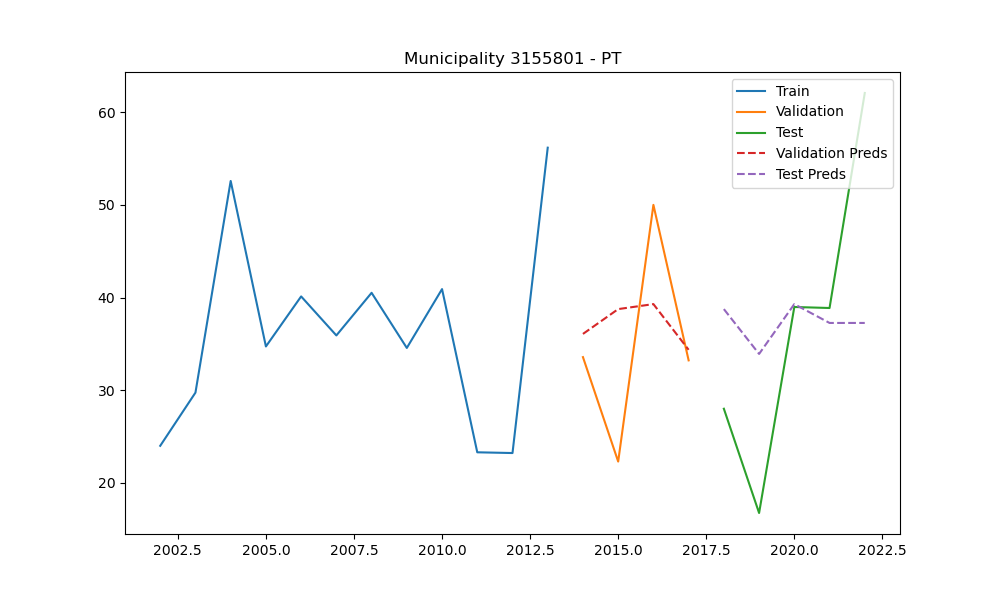 Municipality 3155801 - PT
Train
Validation
Test
Validation Preds
Test Preds
60
50
40
30
20
2002.5 2005.0 2007.5 2010.0 2012.5 2015.0 2017.5 2020.0 2022.5